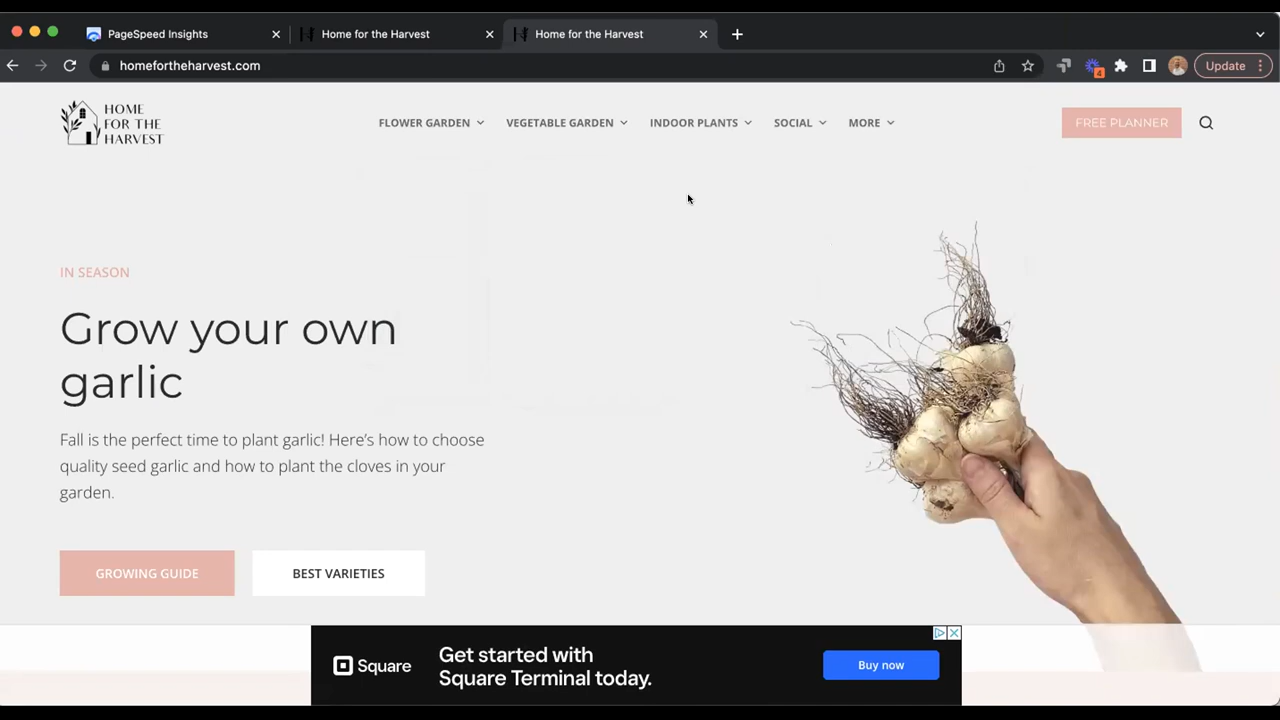 PageSpeed Insights
Home for the Harvest
Home for the Harvest
homefortheharvest.com
4
Update
HOME
FOR THE
HARVEST
FLOWER GARDEN
VEGETABLE GARDEN
INDOOR PLANTS
SOCIAL
MORE
FREE PLANNER
IN SEASON
Grow your own
garlic
Fall is the perfect time to plant garlic! Here’s how to choose
quality seed garlic and how to plant the cloves in your
garden.
GROWING GUIDE
BEST VARIETIES
Square
Get started with
Square Terminal today.
Buy now